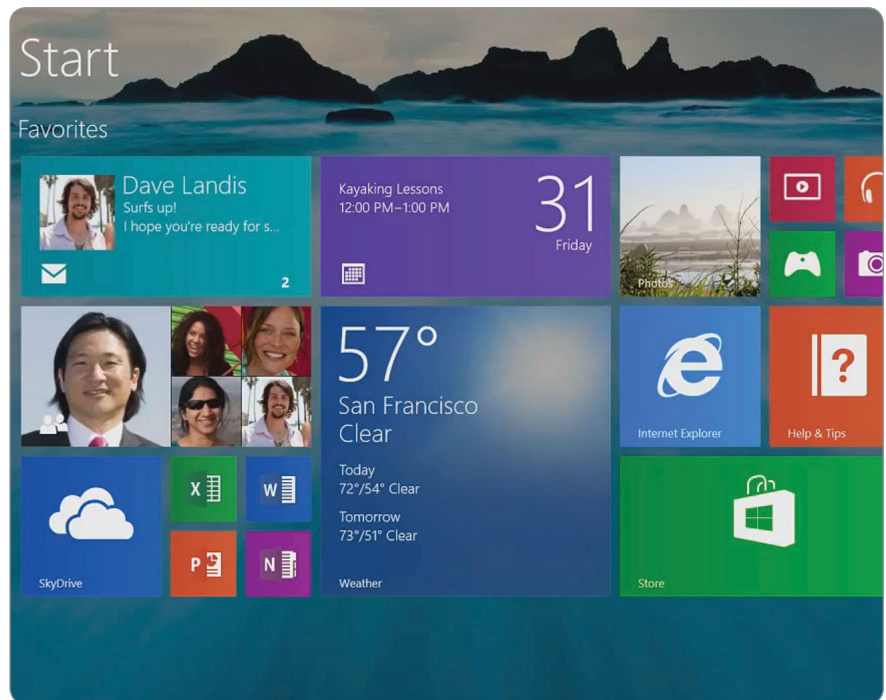 Start
Favorites
Dave Landis
Surfs up!
I hope you're ready for s...
2
Kayaking Lessons
12:00 PM–1:00 PM
31
Friday
Photos
57°
San Francisco
Clear
Today
72°/54° Clear
Tomorrow
73°/51° Clear
Weather
Internet Explorer
?
Help & Tips
SkyDrive
X
W
P
N
Store